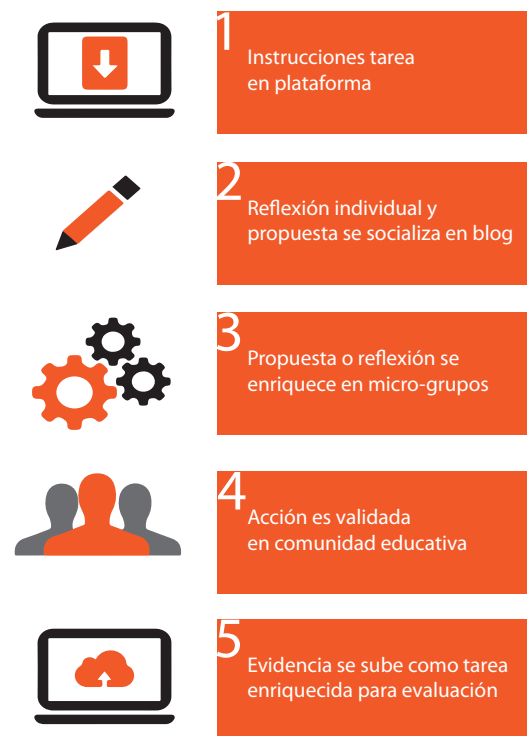 1
Instrucciones tarea
en plataforma
2
Reflexión individual y
propuesta se socializa en blog
3
Propuesta o reflexión se
enriquece en micro-grupos
4
Acción es validada
en comunidad educativa
5
Evidencia se sube como tarea
enriquecida para evaluación